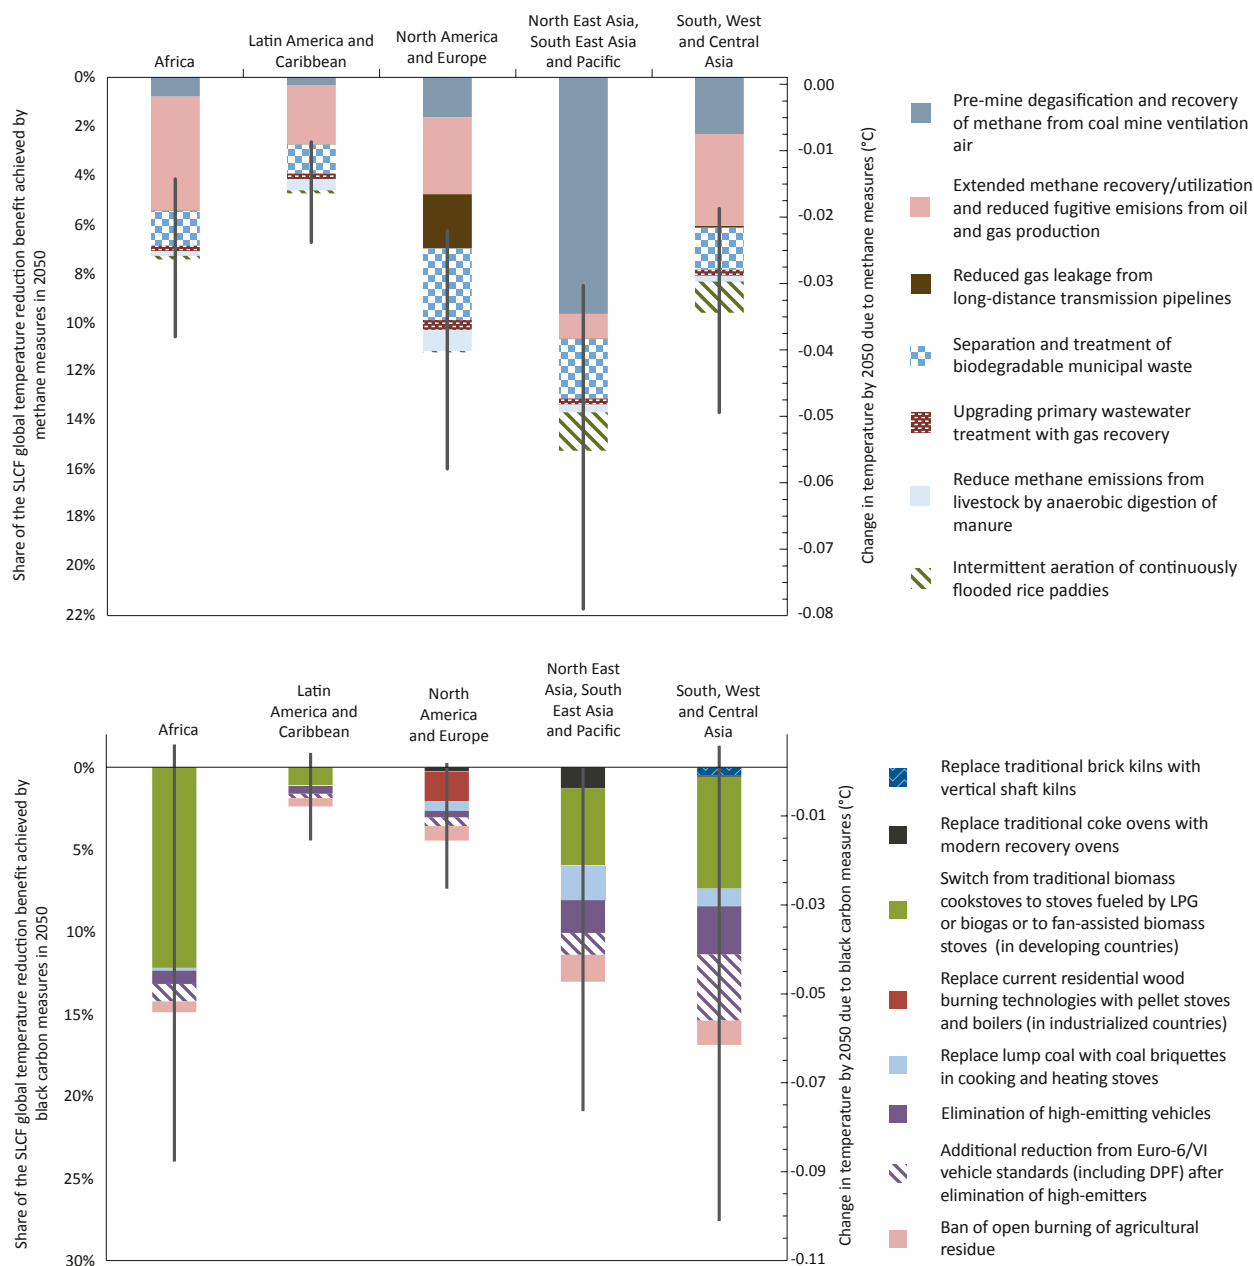 Africa
Latin America and
Caribbean
North America
and Europe
North East Asia,
South East Asia
and Pacific
South, West
and Central
Asia
Share of the SLCF global temperature reduction benefit achieved by
methane measures in 2050
0%
2%
4%
6%
8%
10%
12%
14%
16%
18%
20%
22%
0.00
-0.01
-0.02
-0.03
-0.04
-0.05
-0.06
-0.07
-0.08
Change in temperature by 2050 due to methane measures (°C)
Pre-mine degasification and recovery
of methane from coal mine ventilation
air
Extended methane recovery/utilization
and reduced fugitive emisions from oil
and gas production
Reduced gas leakage from
long-distance transmission pipelines
Separation and treatment of
biodegradable municipal waste
Upgrading primary wastewater
treatment with gas recovery
Reduce methane emissions from
livestock by anaerobic digestion of
manure
Intermittent aeration of continuously
flooded rice paddies
Africa
Latin
America and
Caribbean
North
America
and Europe
North East
Asia, South
East Asia
and Pacific
South, West
and Central
Asia
Share of the SLCF global temperature reduction benefit achieved by
black carbon measures in 2050
0%
5%
10%
15%
20%
25%
30%
-0.01
-0.03
-0.05
-0.07
-0.09
-0.11
Change in temperature by 2050 due to black carbon measures (°C)
Replace traditional brick kilns with
vertical shaft kilns
Replace traditional coke ovens with
modern recovery ovens
Switch from traditional biomass
cookstoves to stoves fueled by LPG
or biogas or to fan-assisted biomass
stoves (in developing countries)
Replace current residential wood
burning technologies with pellet stoves
and boilers (in industrialized countries)
Replace lump coal with coal briquettes
in cooking and heating stoves
Elimination of high-emitting vehicles
Additional reduction from Euro-6/VI
vehicle standards (including DPF) after
elimination of high-emitters
Ban of open burning of agricultural
residue